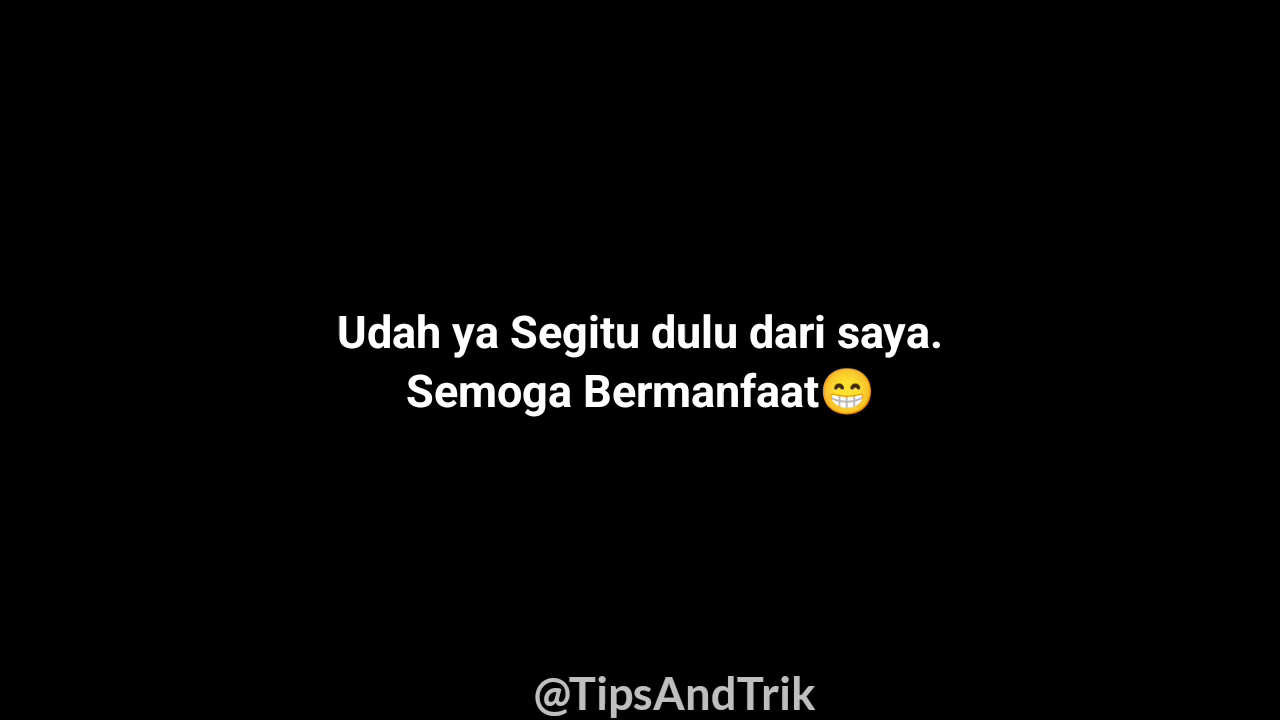 Udah ya Segitu dulu dari saya.
Semoga Bermanfaat😁
@TipsAndTrik